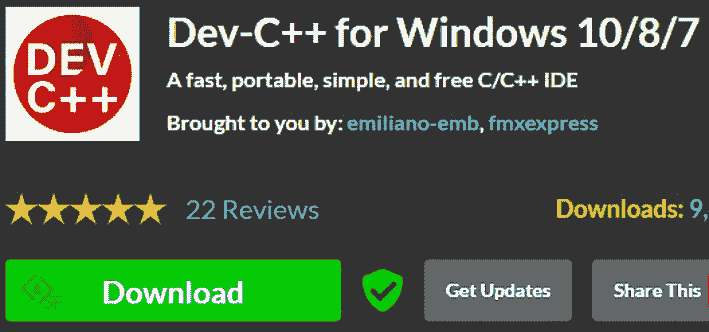 DEV
C++
Dev-C++ for Windows 10/8/7
A fast, portable, simple, and free C/C++ IDE
Brought to you by: emiliano-emb, fmxexpress
22 Reviews
Downloads: 9,
Download
Get Updates
Share This